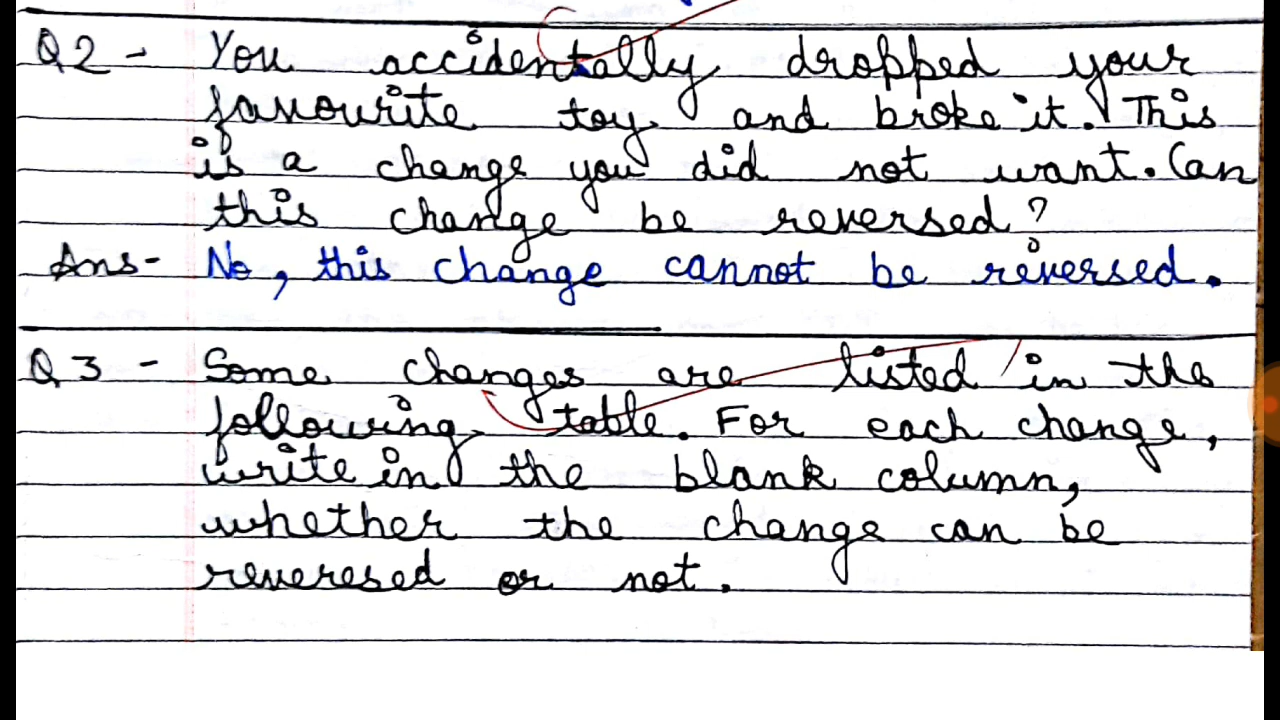 Q2 - You accidentally dropped your
favourite toy and broke it. This
is a change you did not want. Can
this change be reversed?
Ans- No, this change cannot be reversed.
Q3 - Some changes are listed in the
following table. For each change,
write in the blank column,
whether the change can be
reveresed or not.